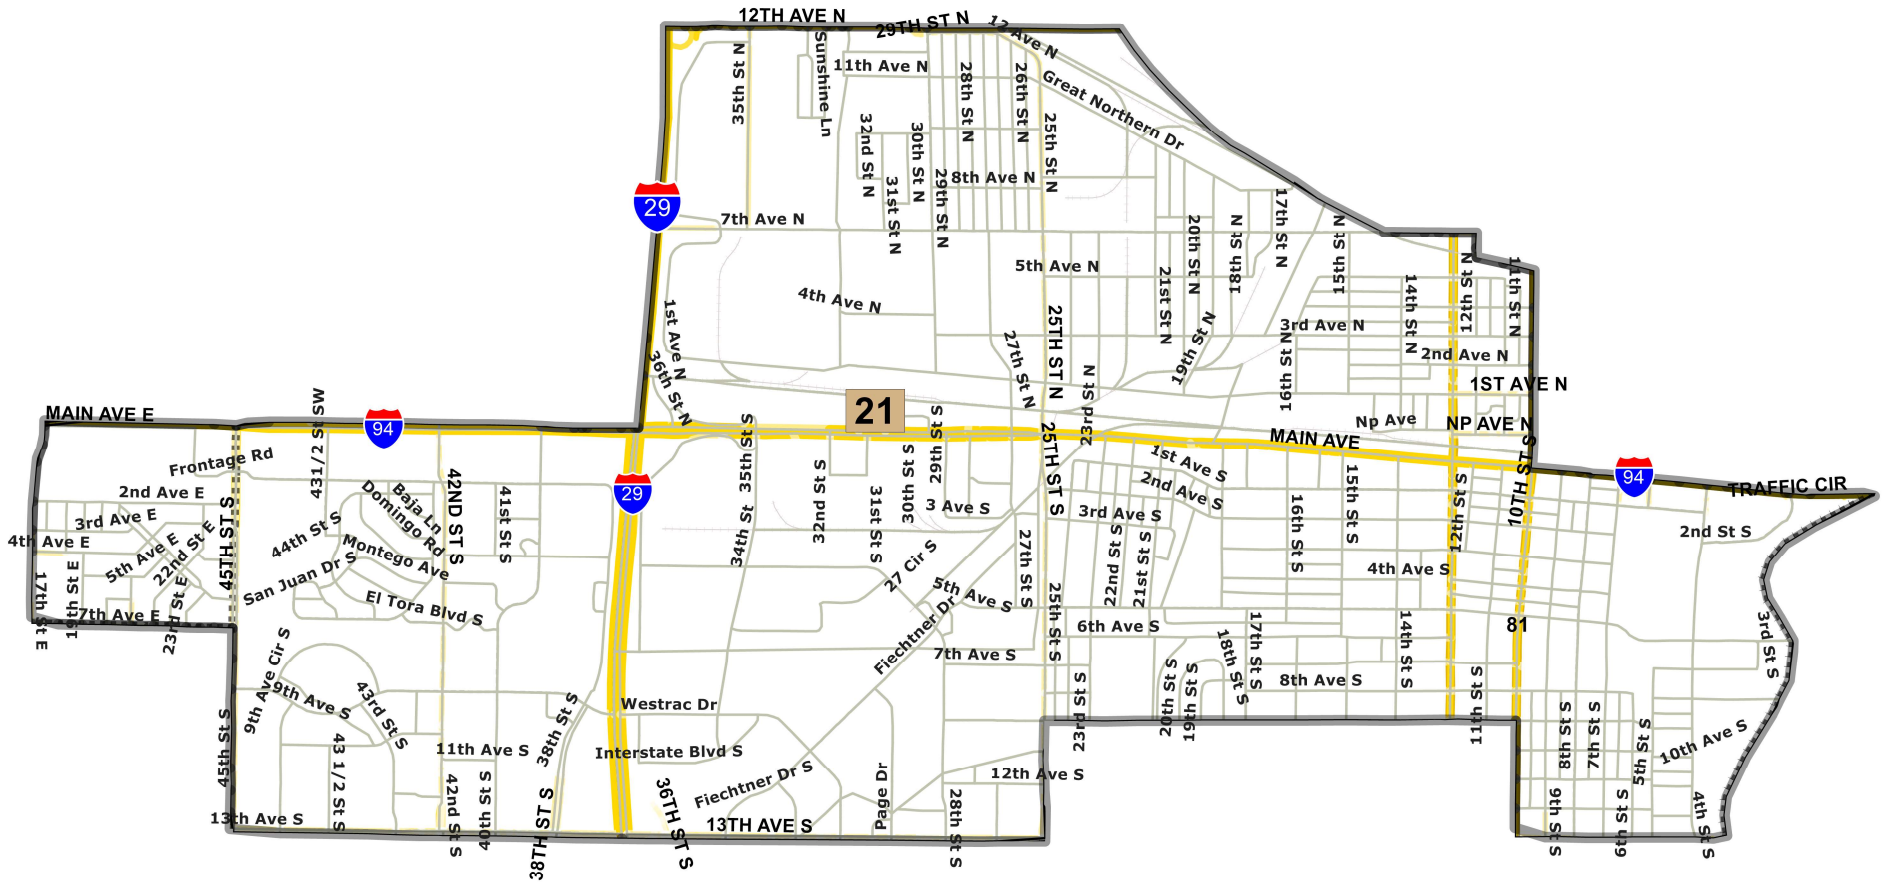 12TH AVE N
29TH ST N
12 Ave N
35th St N
Sunshine Ln
11th Ave N
28th St N
26th St N
Great Northern Dr
32nd St N
30th St N
25th St N
31st St N
29th St N
8th Ave N
29
7th Ave N
20th St N
18th St N
17th St N
15th St N
5th Ave N
21st St N
14th St N
12th St N
11th St N
4th Ave N
1st Ave N
25TH ST N
27th St N
19th St N
3rd Ave N
16th St N
2nd Ave N
36th St N
23rd St N
1ST AVE N
21
Np Ave
NP AVE N
MAIN AVE E
43 1/2 St SW
94
MAIN AVE
35th St S
29th St S
25TH ST S
10TH ST S
Frontage Rd
42ND ST S
1st Ave S
94
TRAFFIC CIR
2nd Ave E
Baja Ln
Domingo Rd
41st St S
29
32nd St S
31st St S
30th St S
3 Ave S
2nd Ave S
15th St S
16th St S
12th St S
3rd Ave E
45TH ST S
44th St S
3rd Ave S
2nd St S
4th Ave E
5th Ave E
22nd St E
Montego Ave
34th St
27 Cir S
27th St S
22nd St S
21st St S
4th Ave S
17th St E
19th St E
23rd St E
San Juan Dr S
El Tora Blvd S
5th Ave S
25th St S
7th Ave E
6th Ave S
17th St S
14th St S
81
3rd St S
9th Ave Cir S
Fiechtner Dr
7th Ave S
18th St S
9th Ave S
43rd St S
38th St S
Westrac Dr
23rd St S
20th St S
19th St S
8th Ave S
11th St S
8th St S
7th St S
5th St S
10th Ave S
45th St S
43 1/2 St S
11th Ave S
Interstate Blvd S
42nd St S
40th St S
Fiechtner Dr S
Page Dr
12th Ave S
28th St S
13th Ave S
38TH ST S
36TH ST S
13TH AVE S
9th St S
6th St S
4th St S